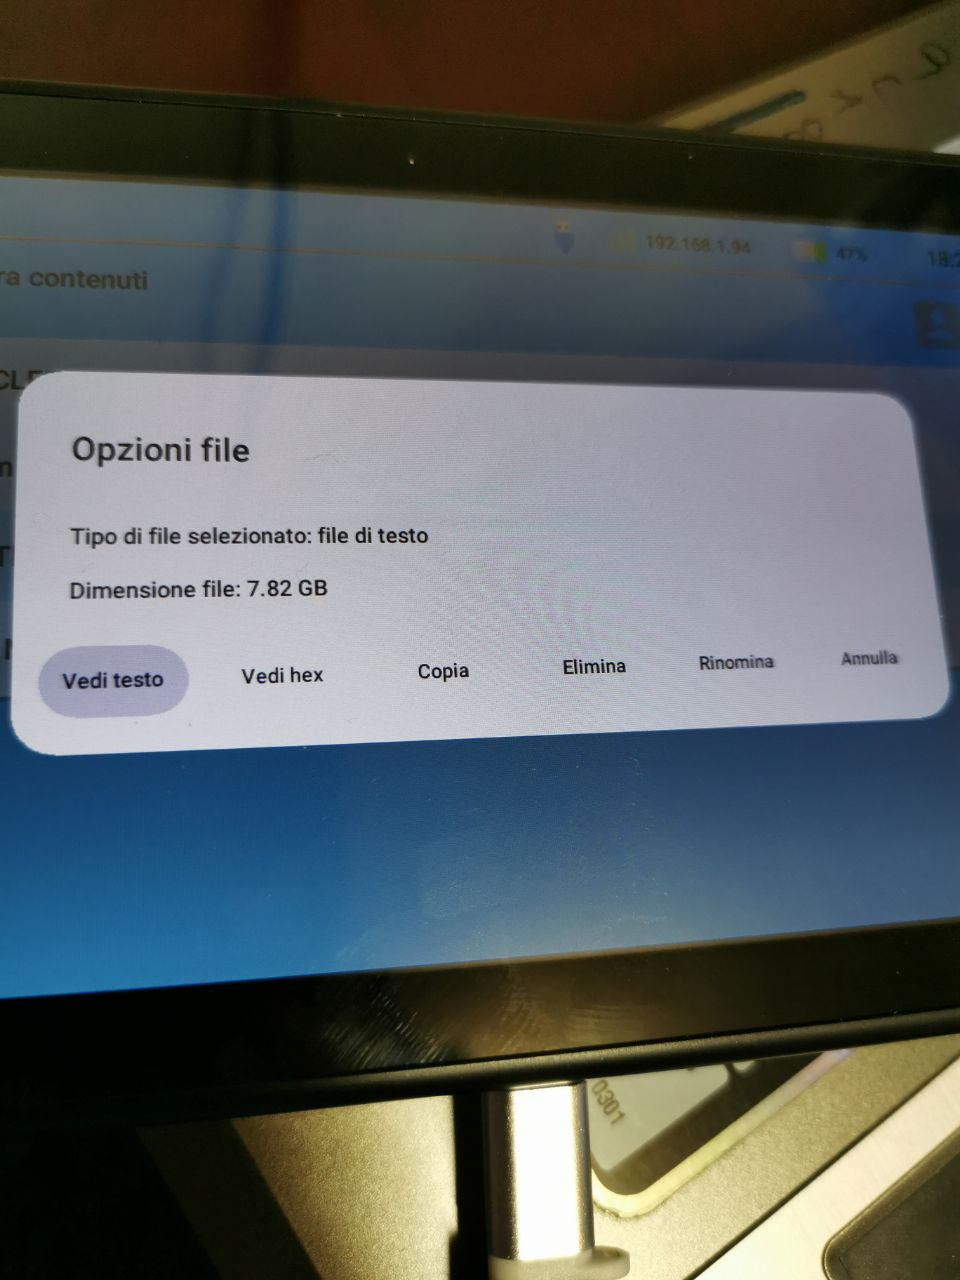 192.168.1.94 47% 18:2
ra contenuti
CLE
Opzioni file
Tipo di file selezionato: file di testo
Dimensione file: 7.82 GB
Vedi testo Vedi hex Copia Elimina Rinomina Annulla
0301